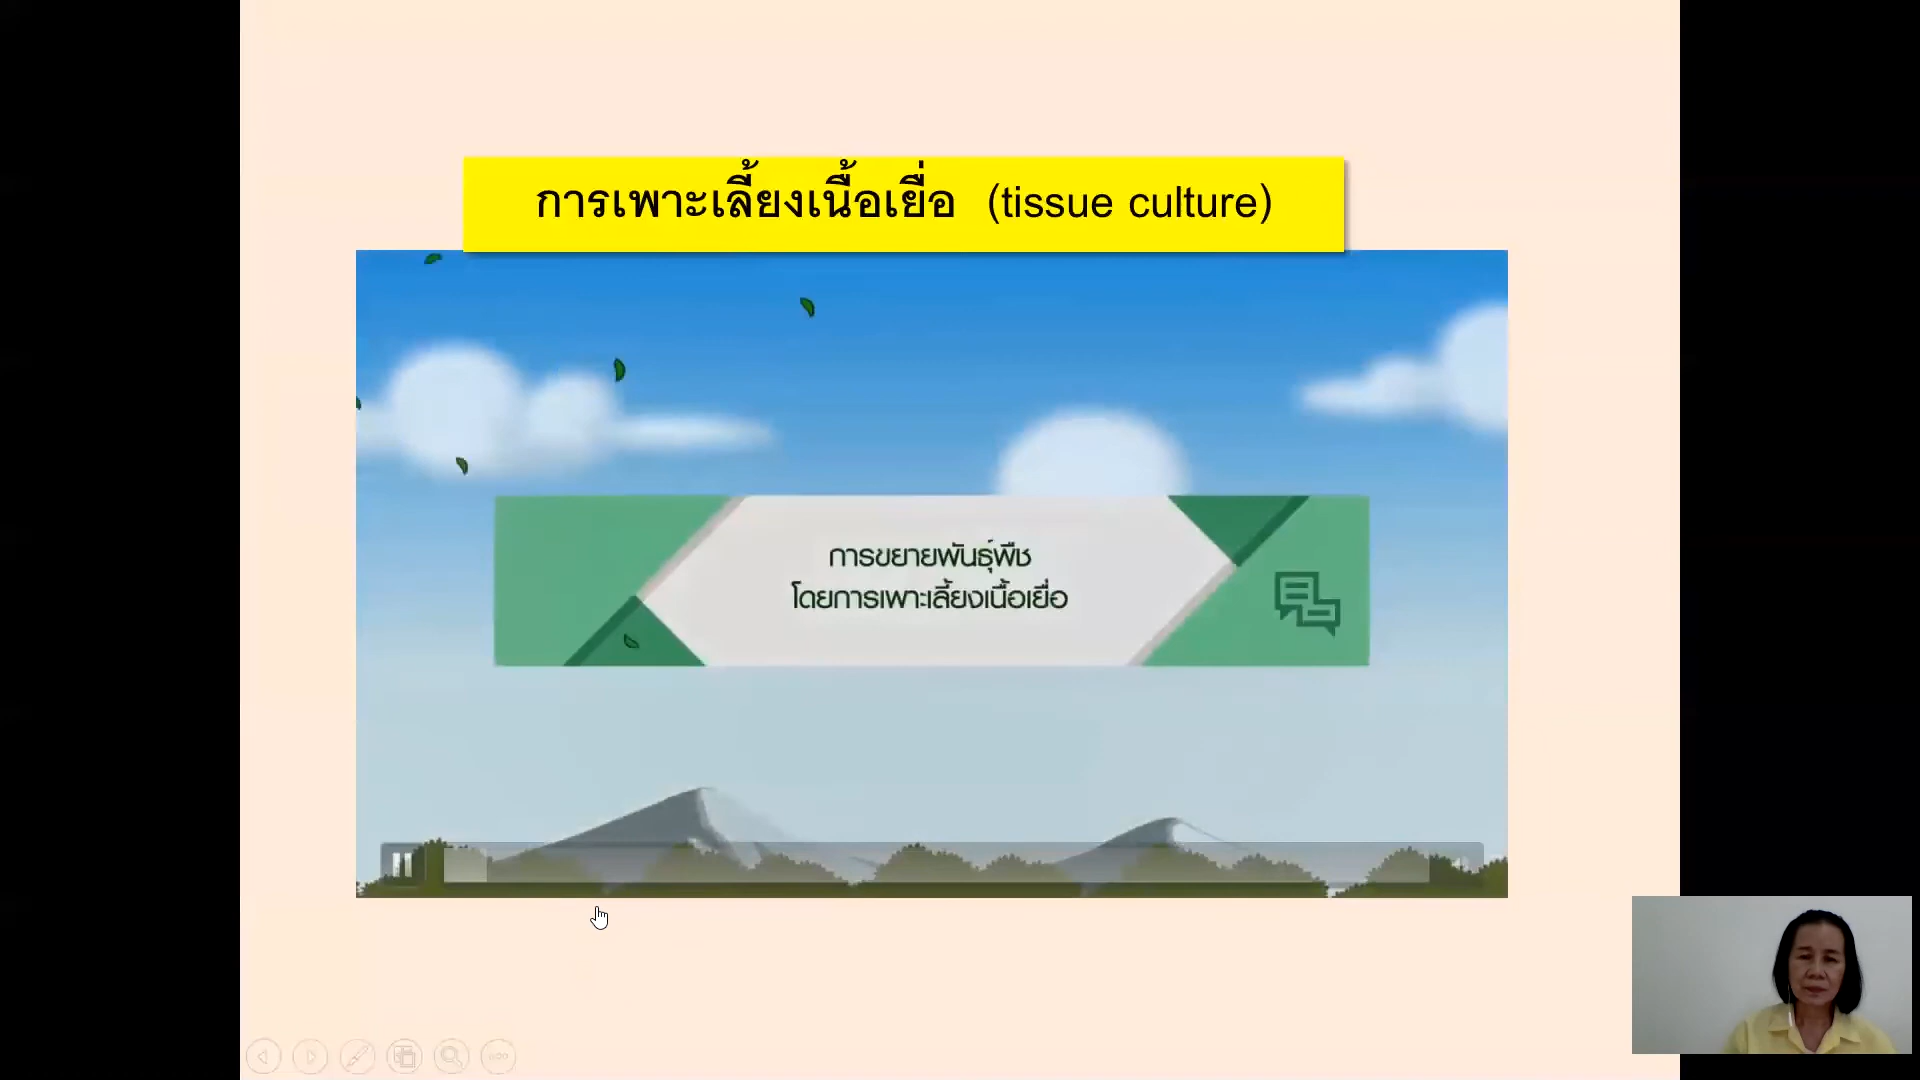 การเพาะเลี้ยงเนื้อเยื่อ (tissue culture)
การขยายพันธุ์พืช
โดยการเพาะเลี้ยงเนื้อเยื่อ